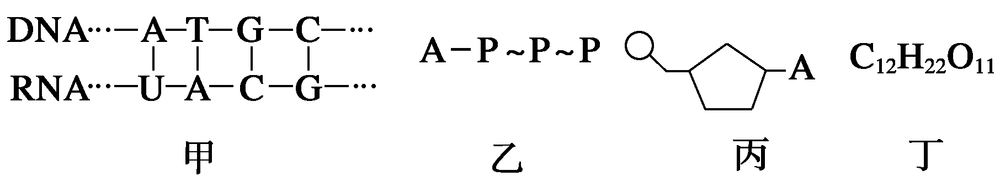 DNA···—A—T—G—C—···
RNA···—U—A—C—G—···
甲
A—P~P~P
乙
A
丙
C₁₂H₂₂O₁₁
丁